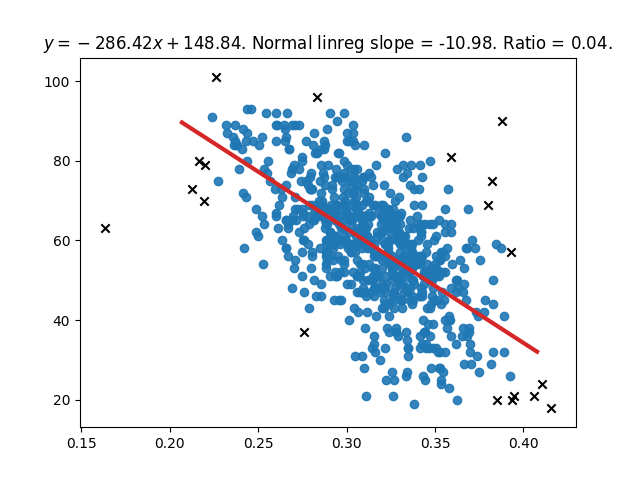 y = − 286.42x + 148.84. Normal linreg slope = -10.98. Ratio = 0.04.
100
80
60
40
20
0.15 0.20 0.25 0.30 0.35 0.40